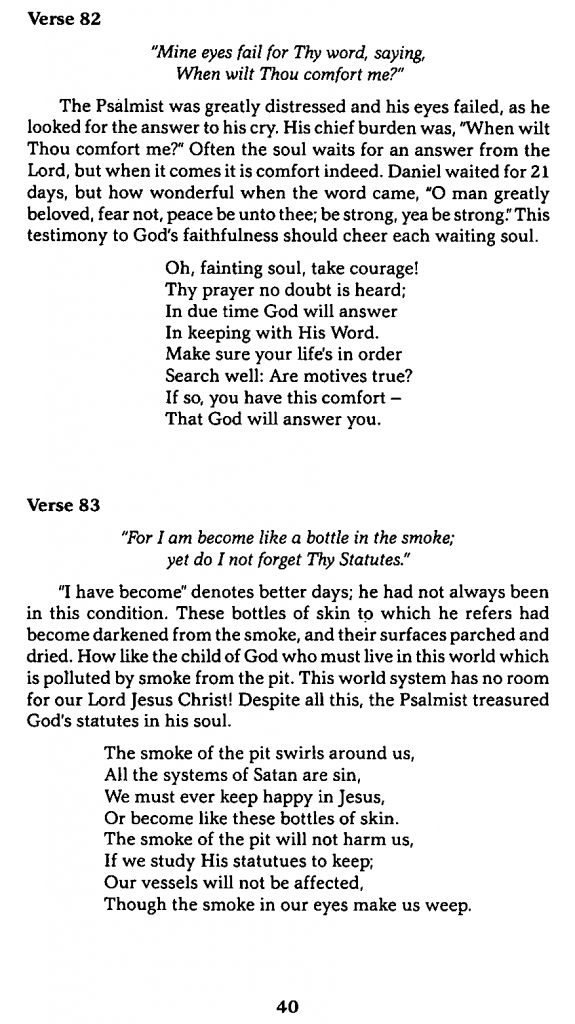 Verse 82
"Mine eyes fail for Thy word, saying,
When wilt Thou comfort me?"
The Psalmist was greatly distressed and his eyes failed, as he
looked for the answer to his cry. His chief burden was, "When wilt
Thou comfort me?" Often the soul waits for an answer from the
Lord, but when it comes it is comfort indeed. Daniel waited for 21
days, but how wonderful when the word came, "O man greatly
beloved, fear not, peace be unto thee; be strong, yea be strong." This
testimony to God's faithfulness should cheer each waiting soul.
Oh, fainting soul, take courage!
Thy prayer no doubt is heard;
In due time God will answer
In keeping with His Word.
Make sure your life's in order
Search well: Are motives true?
If so, you have this comfort –
That God will answer you.
Verse 83
"For I am become like a bottle in the smoke;
yet do I not forget Thy Statutes."
"I have become" denotes better days; he had not always been
in this condition. These bottles of skin to which he refers had
become darkened from the smoke, and their surfaces parched and
dried. How like the child of God who must live in this world which
is polluted by smoke from the pit. This world system has no room
for our Lord Jesus Christ! Despite all this, the Psalmist treasured
God's statutes in his soul.
The smoke of the pit swirls around us,
All the systems of Satan are sin,
We must ever keep happy in Jesus,
Or become like these bottles of skin.
The smoke of the pit will not harm us,
If we study His statutues to keep;
Our vessels will not be affected,
Though the smoke in our eyes make us weep.
40